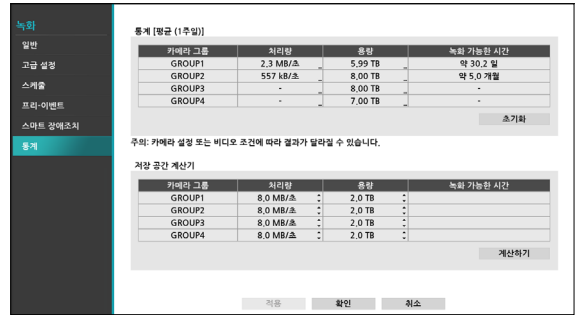 녹화
일반
고급 설정
스케줄
프리-이벤트
스마트 장애조치
통계
통계 [평균 (1주일)]
카메라 그룹 처리량 용량 녹화 가능한 시간
GROUP1 2,3 MB/초 5,99 TB 약 30,2 일
GROUP2 557 kB/초 8,00 TB 약 5,0 개월
GROUP3 - 8,00 TB -
GROUP4 - 7,00 TB -
초기화
주의: 카메라 설정 또는 비디오 조건에 따라 결과가 달라질 수 있습니다.
저장 공간 계산기
카메라 그룹 처리량 용량 녹화 가능한 시간
GROUP1 8,0 MB/초 2,0 TB
GROUP2 8,0 MB/초 2,0 TB
GROUP3 8,0 MB/초 2,0 TB
GROUP4 8,0 MB/초 2,0 TB
계산하기
적용 확인 취소